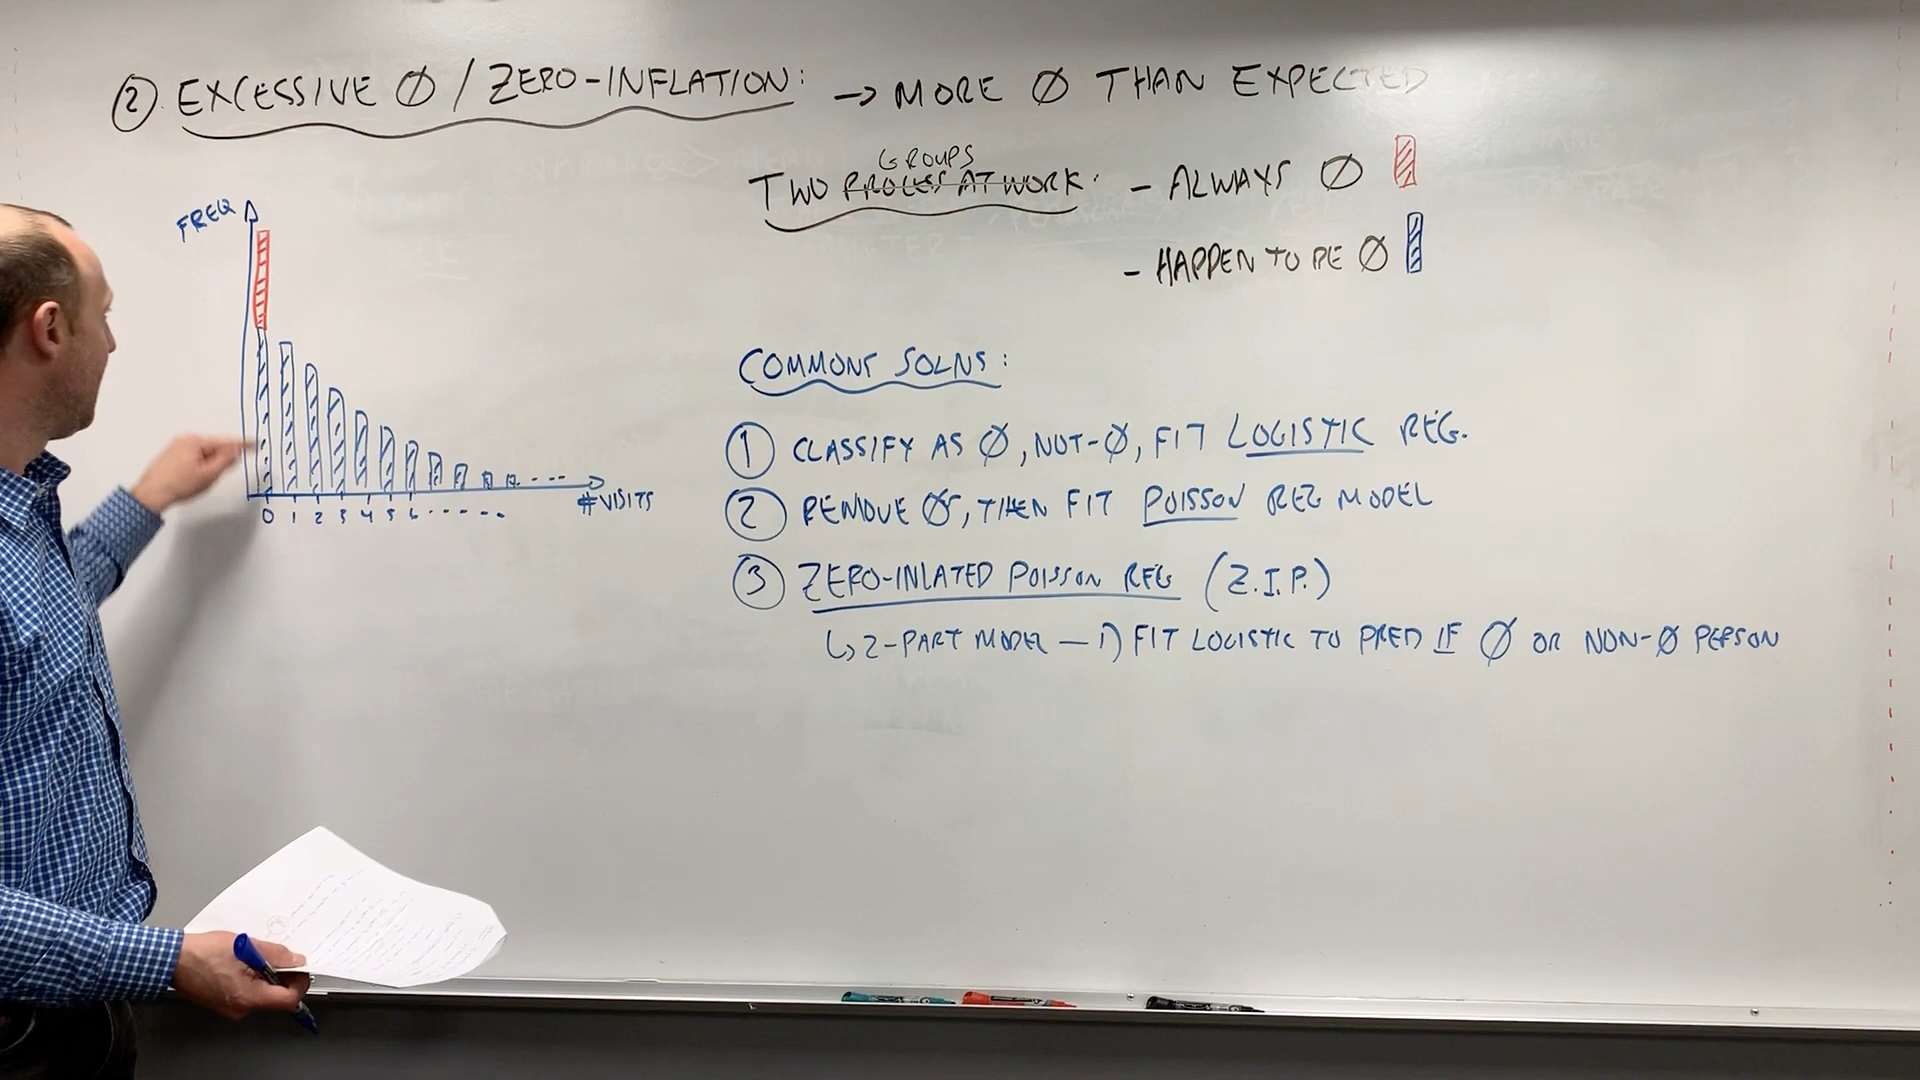 ② EXCESSIVE Ø / ZERO-INFLATION: → MORE Ø THAN EXPECTED
GROUPS
TWO PROCES AT WORK: - ALWAYS Ø
- HAPPEN TO BE Ø
FREQ
0 1 2 3 4 5 6 ......
#VISITS
COMMON SOLNS:
① CLASSIFY AS Ø, NOT-Ø, FIT LOGISTIC REG.
② REMOVE ØS, THEN FIT POISSON REG MODEL
③ ZERO-INLATED POISSON REG (Z.I.P.)
↳ 2-PART MODEL — 1) FIT LOGISTIC TO PRED IF Ø OR NON-Ø PERSON